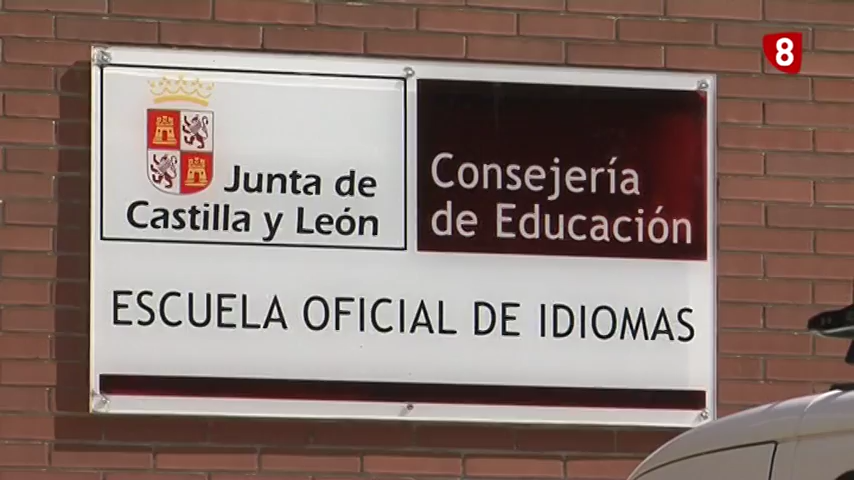 8
Junta de
Castilla y León
Consejería
de Educación
ESCUELA OFICIAL DE IDIOMAS